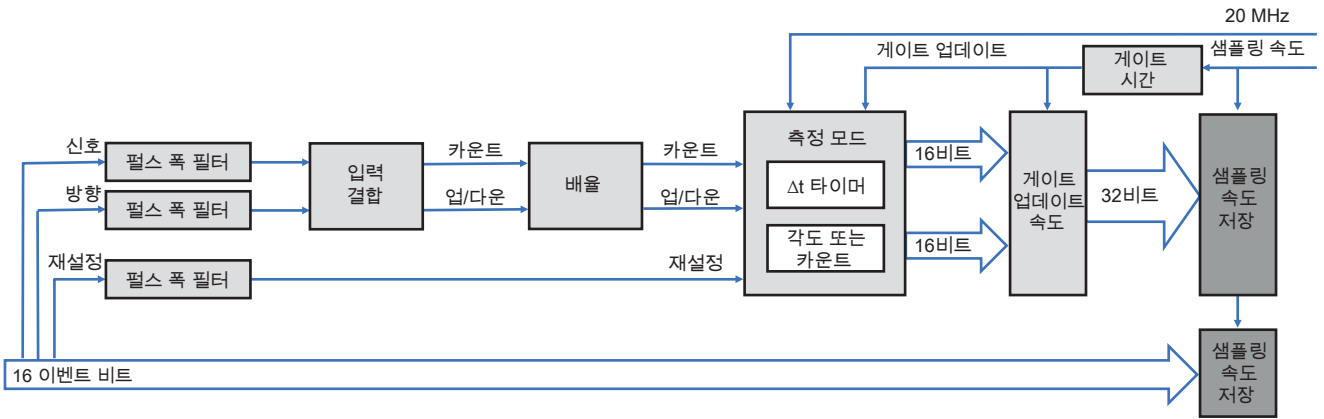 20 MHz
게이트 업데이트
게이트
시간
샘플링 속도
신호
펄스 폭 필터
방향
펄스 폭 필터
재설정
펄스 폭 필터
입력
결합
카운트
업/다운
배율
카운트
업/다운
재설정
측정 모드
Δt 타이머
각도 또는
카운트
16비트
16비트
게이트
업데이트
속도
32비트
샘플링
속도
저장
16 이벤트 비트
샘플링
속도
저장